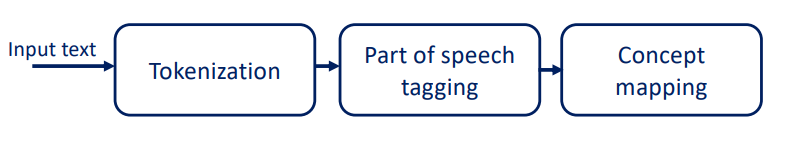 Input text
Tokenization
Part of speech
tagging
Concept
mapping